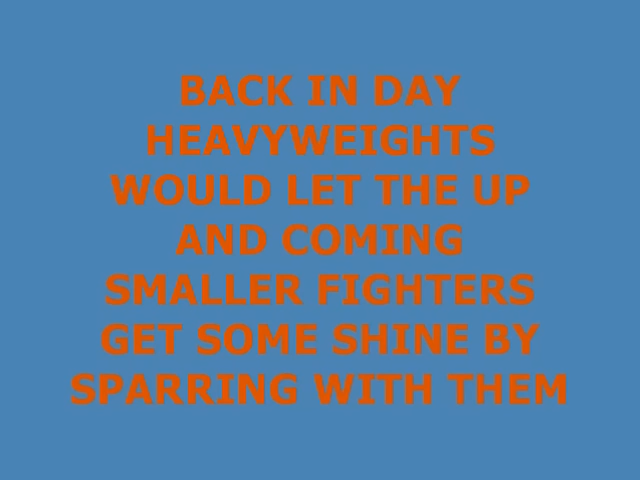 BACK IN DAY
HEAVYWEIGHTS
WOULD LET THE UP
AND COMING
SMALLER FIGHTERS
GET SOME SHINE BY
SPARRING WITH THEM